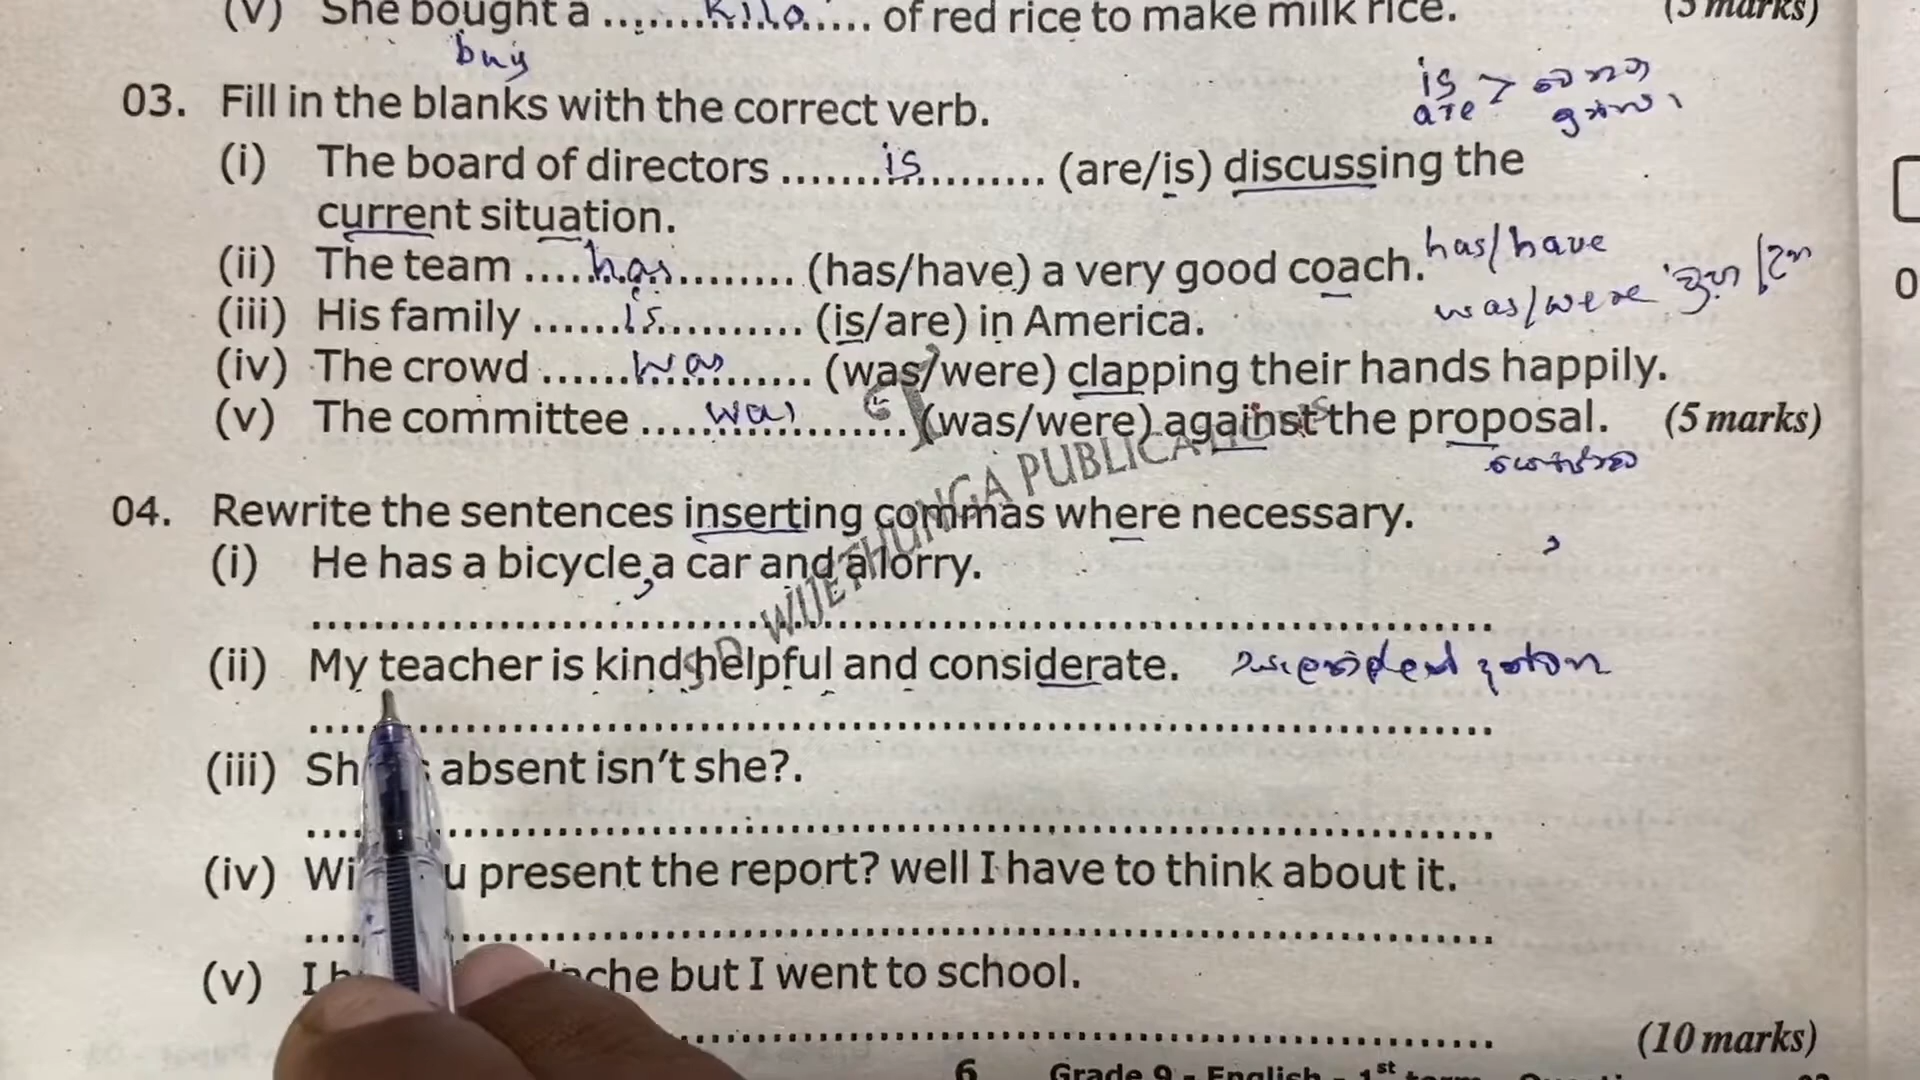 (v) She bought a .......kilo..... of red rice to make milk rice. (5 marks)
buy
03. Fill in the blanks with the correct verb.
is
are >
(i) The board of directors ........is............ (are/is) discussing the
current situation.
(ii) The team ....has......... (has/have) a very good coach. has/have
was/were
(iii) His family ......is........... (is/are) in America.
(iv) The crowd ......was......... (was/were) clapping their hands happily.
(v) The committee .....was........... (was/were) against the proposal. (5 marks)
WIJETHUNGA PUBLICATIONS
04. Rewrite the sentences inserting commas where necessary.
,
(i) He has a bicycle,a car and a lorry.
(ii) My teacher is kind,helpful and considerate.
(iii) absent isn't she?.
(iv) present the report? well I have to think about it.
(v) I but I went to school.
(10 marks)
6 Grade 9 - English - 1st term